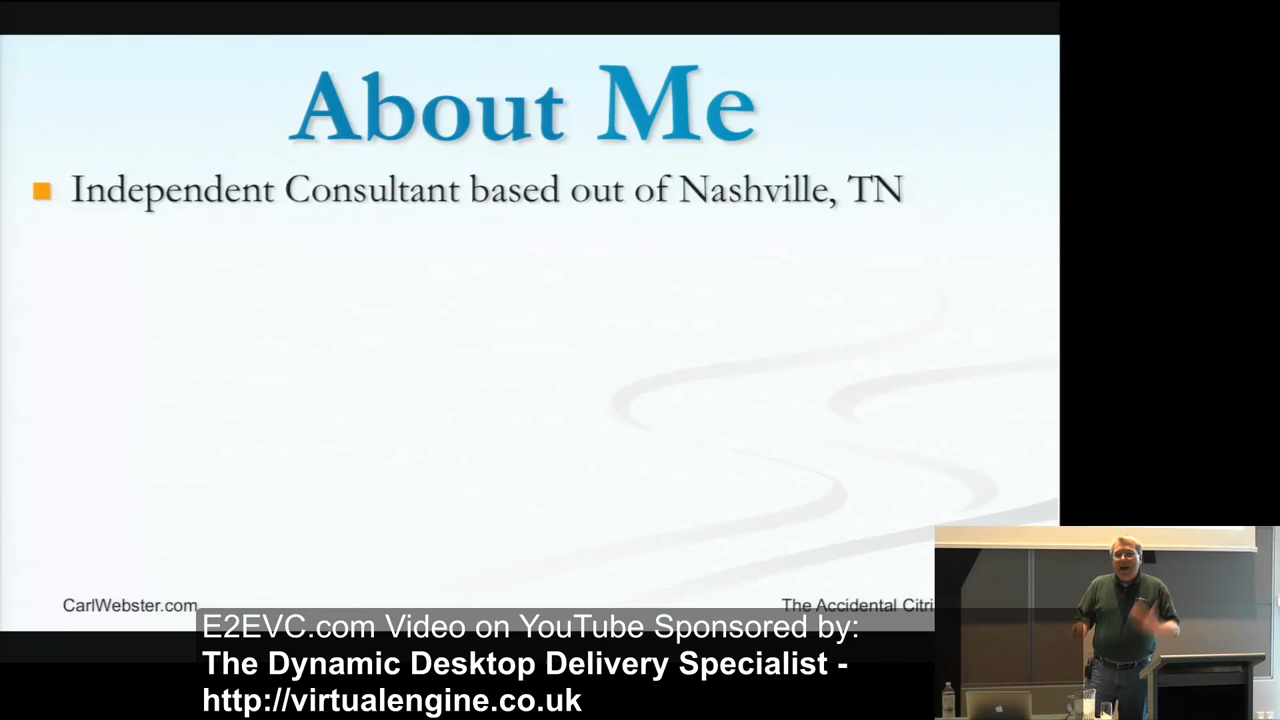 About Me
Independent Consultant based out of Nashville, TN
CarlWebster.com
The Accidental Citri
E2EVC.com Video on YouTube Sponsored by:
The Dynamic Desktop Delivery Specialist -
http://virtualengine.co.uk